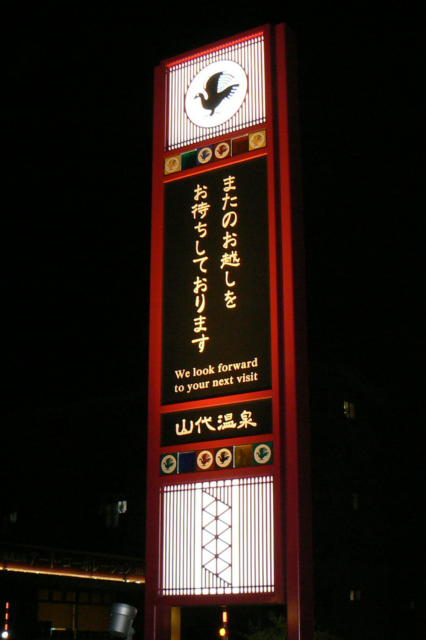 またのお越しを
お待ちしております
We look forward
to your next visit
山代温泉